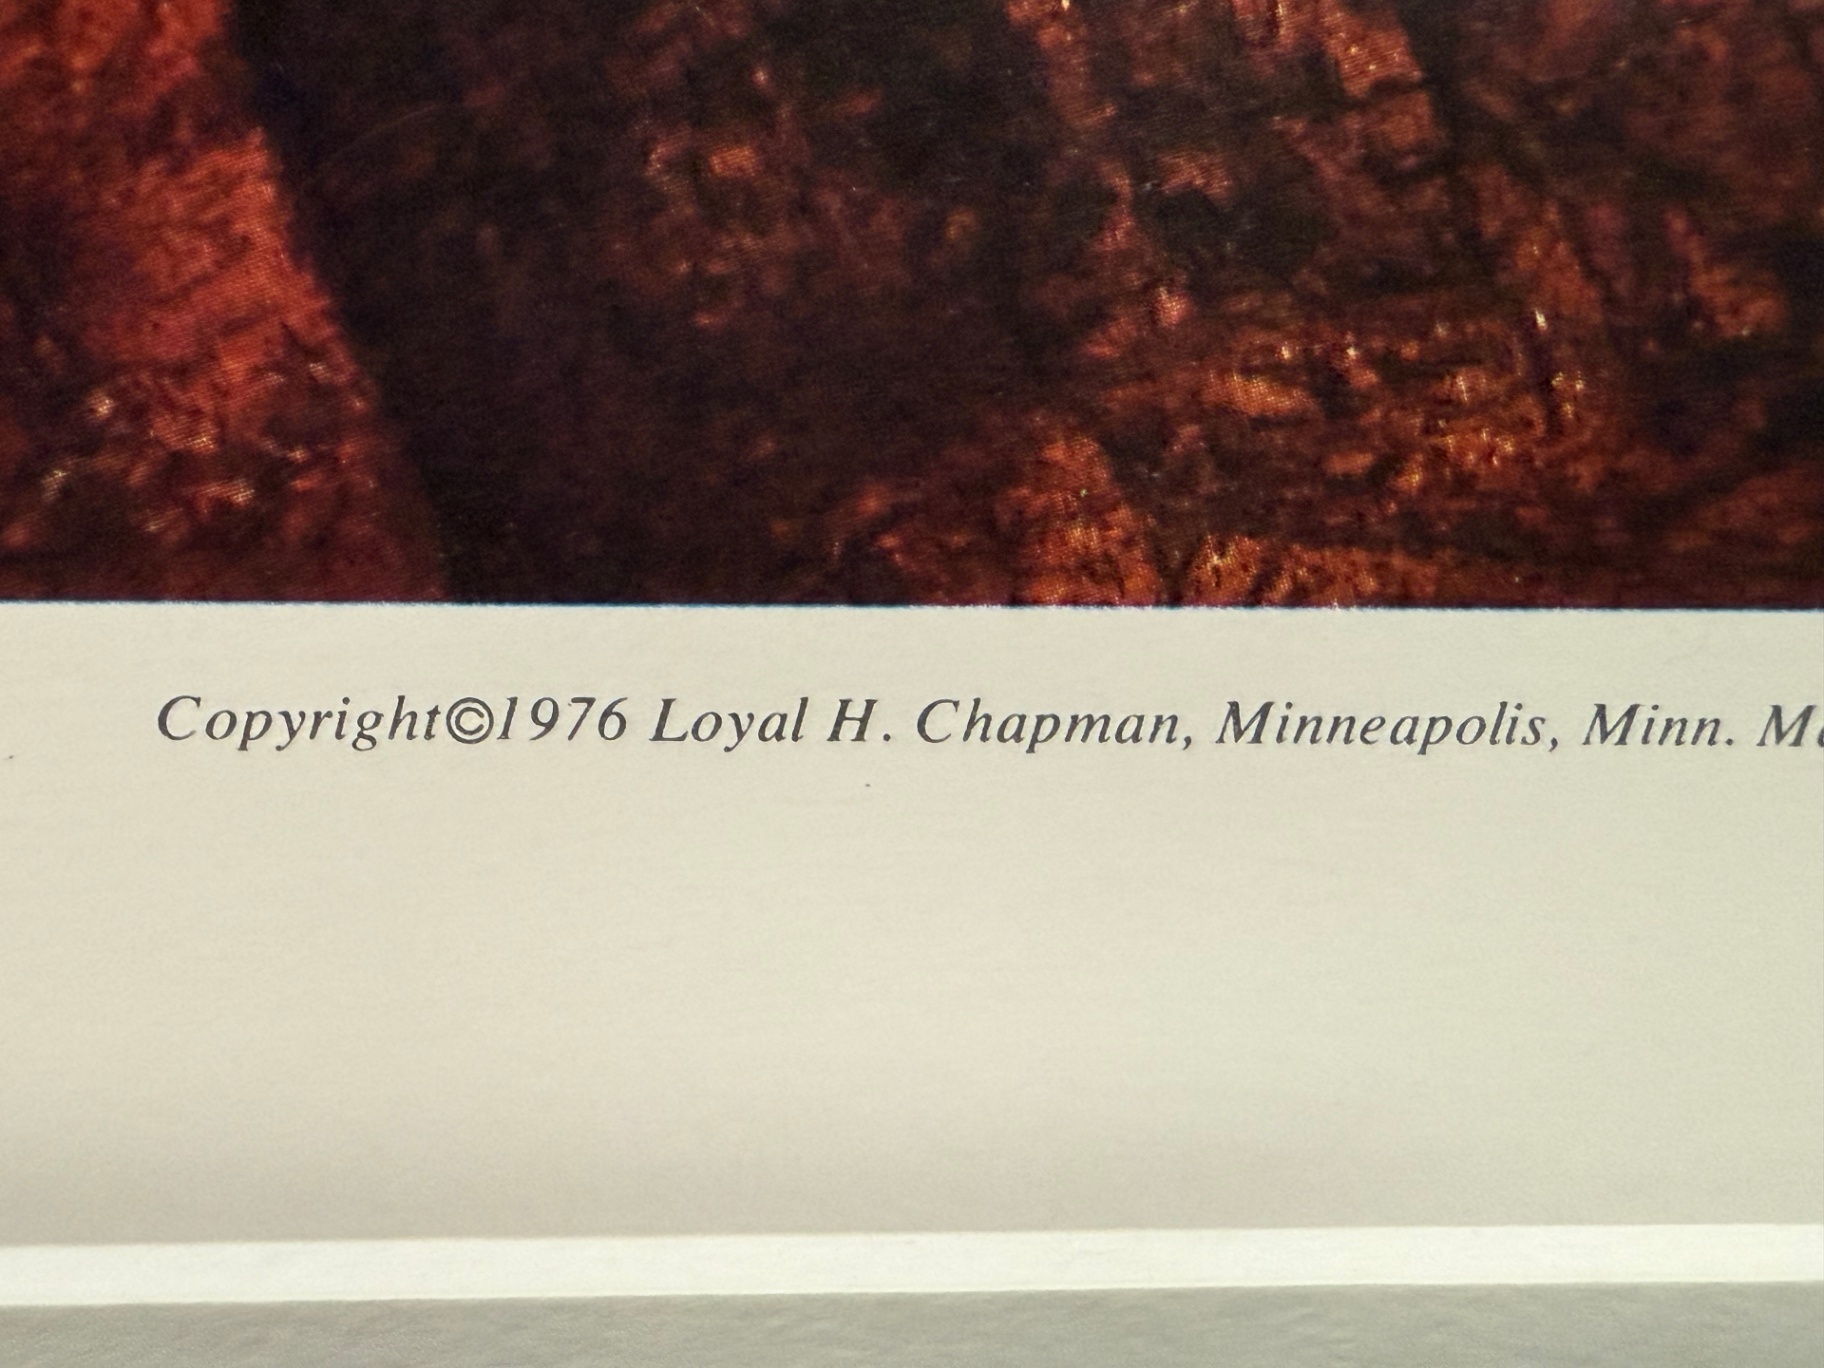 Copyright©1976 Loyal H. Chapman, Minneapolis, Minn.